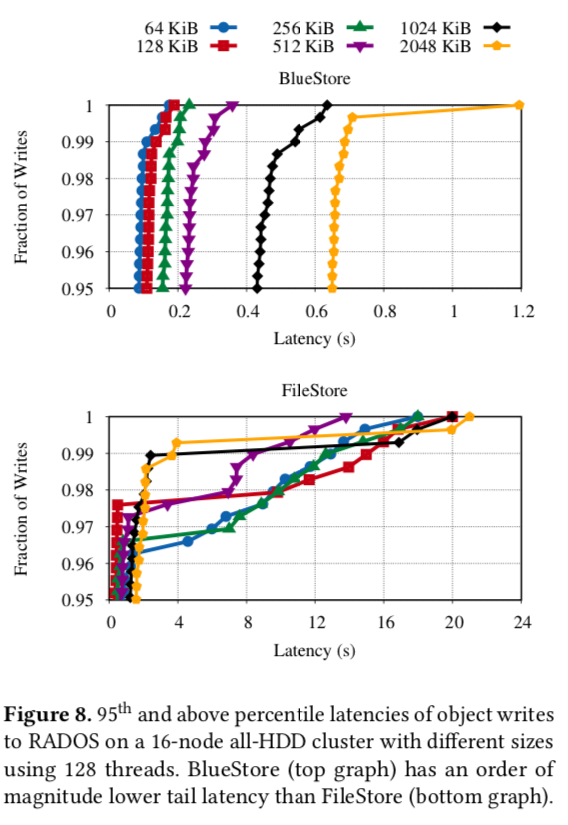 64 KiB 256 KiB 1024 KiB
128 KiB 512 KiB 2048 KiB
BlueStore
Fraction of Writes
1
0.99
0.98
0.97
0.96
0.95
0 0.2 0.4 0.6 0.8 1 1.2
Latency (s)
FileStore
Fraction of Writes
1
0.99
0.98
0.97
0.96
0.95
0 4 8 12 16 20 24
Latency (s)
Figure 8. 95th and above percentile latencies of object writes
to RADOS on a 16-node all-HDD cluster with different sizes
using 128 threads. BlueStore (top graph) has an order of
magnitude lower tail latency than FileStore (bottom graph).